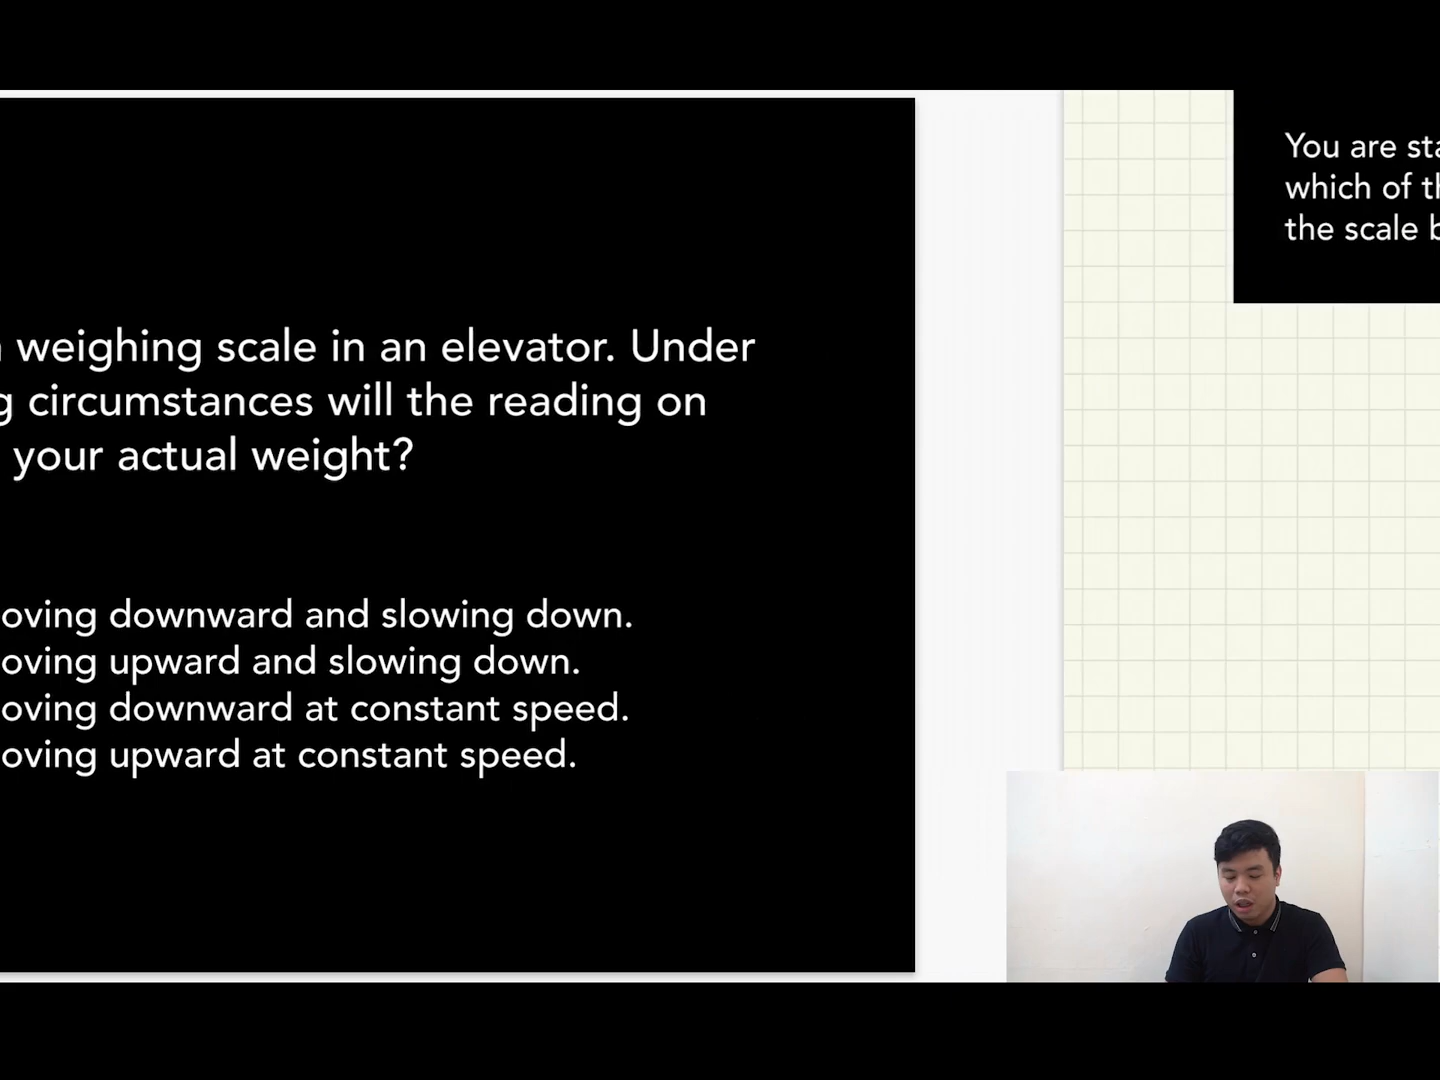 weighing scale in an elevator. Under
circumstances will the reading on
your actual weight?
oving downward and slowing down.
oving upward and slowing down.
oving downward at constant speed.
oving upward at constant speed.
You are sta
which of th
the scale b